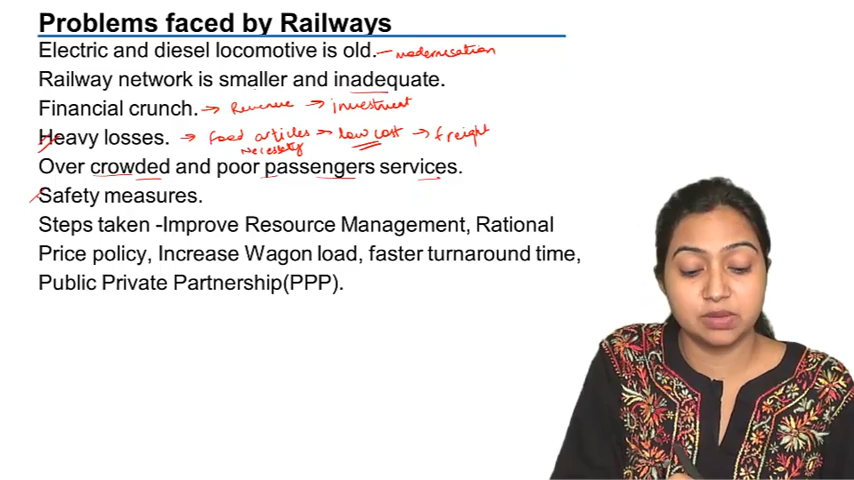 Problems faced by Railways
Electric and diesel locomotive is old. – modernisation
Railway network is smaller and inadequate.
Financial crunch. → Revenue → investment
Heavy losses. → Food articles → low cost → freight
necessity
Over crowded and poor passengers services.
Safety measures.
Steps taken -Improve Resource Management, Rational
Price policy, Increase Wagon load, faster turnaround time,
Public Private Partnership(PPP).